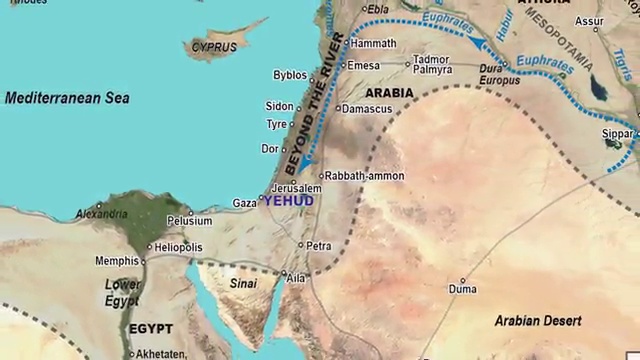 Ebla
Euphrates
Habur
Assur
MESOPOTAMIA
CYPRUS
Hammath
BEYOND THE RIVER
Emesa
Tadmor
Palmyra
Dura
Europus
Euphrates
Tigris
Byblos
Mediterranean Sea
ARABIA
Sidon
Damascus
Tyre
Sippar
Dor
Rabbath-ammon
Jerusalem
Gaza
YEHUD
Alexandria
Pelusium
Heliopolis
Petra
Memphis
Aila
Sinai
Lower
Egypt
Duma
Arabian Desert
EGYPT
Akhetaten,